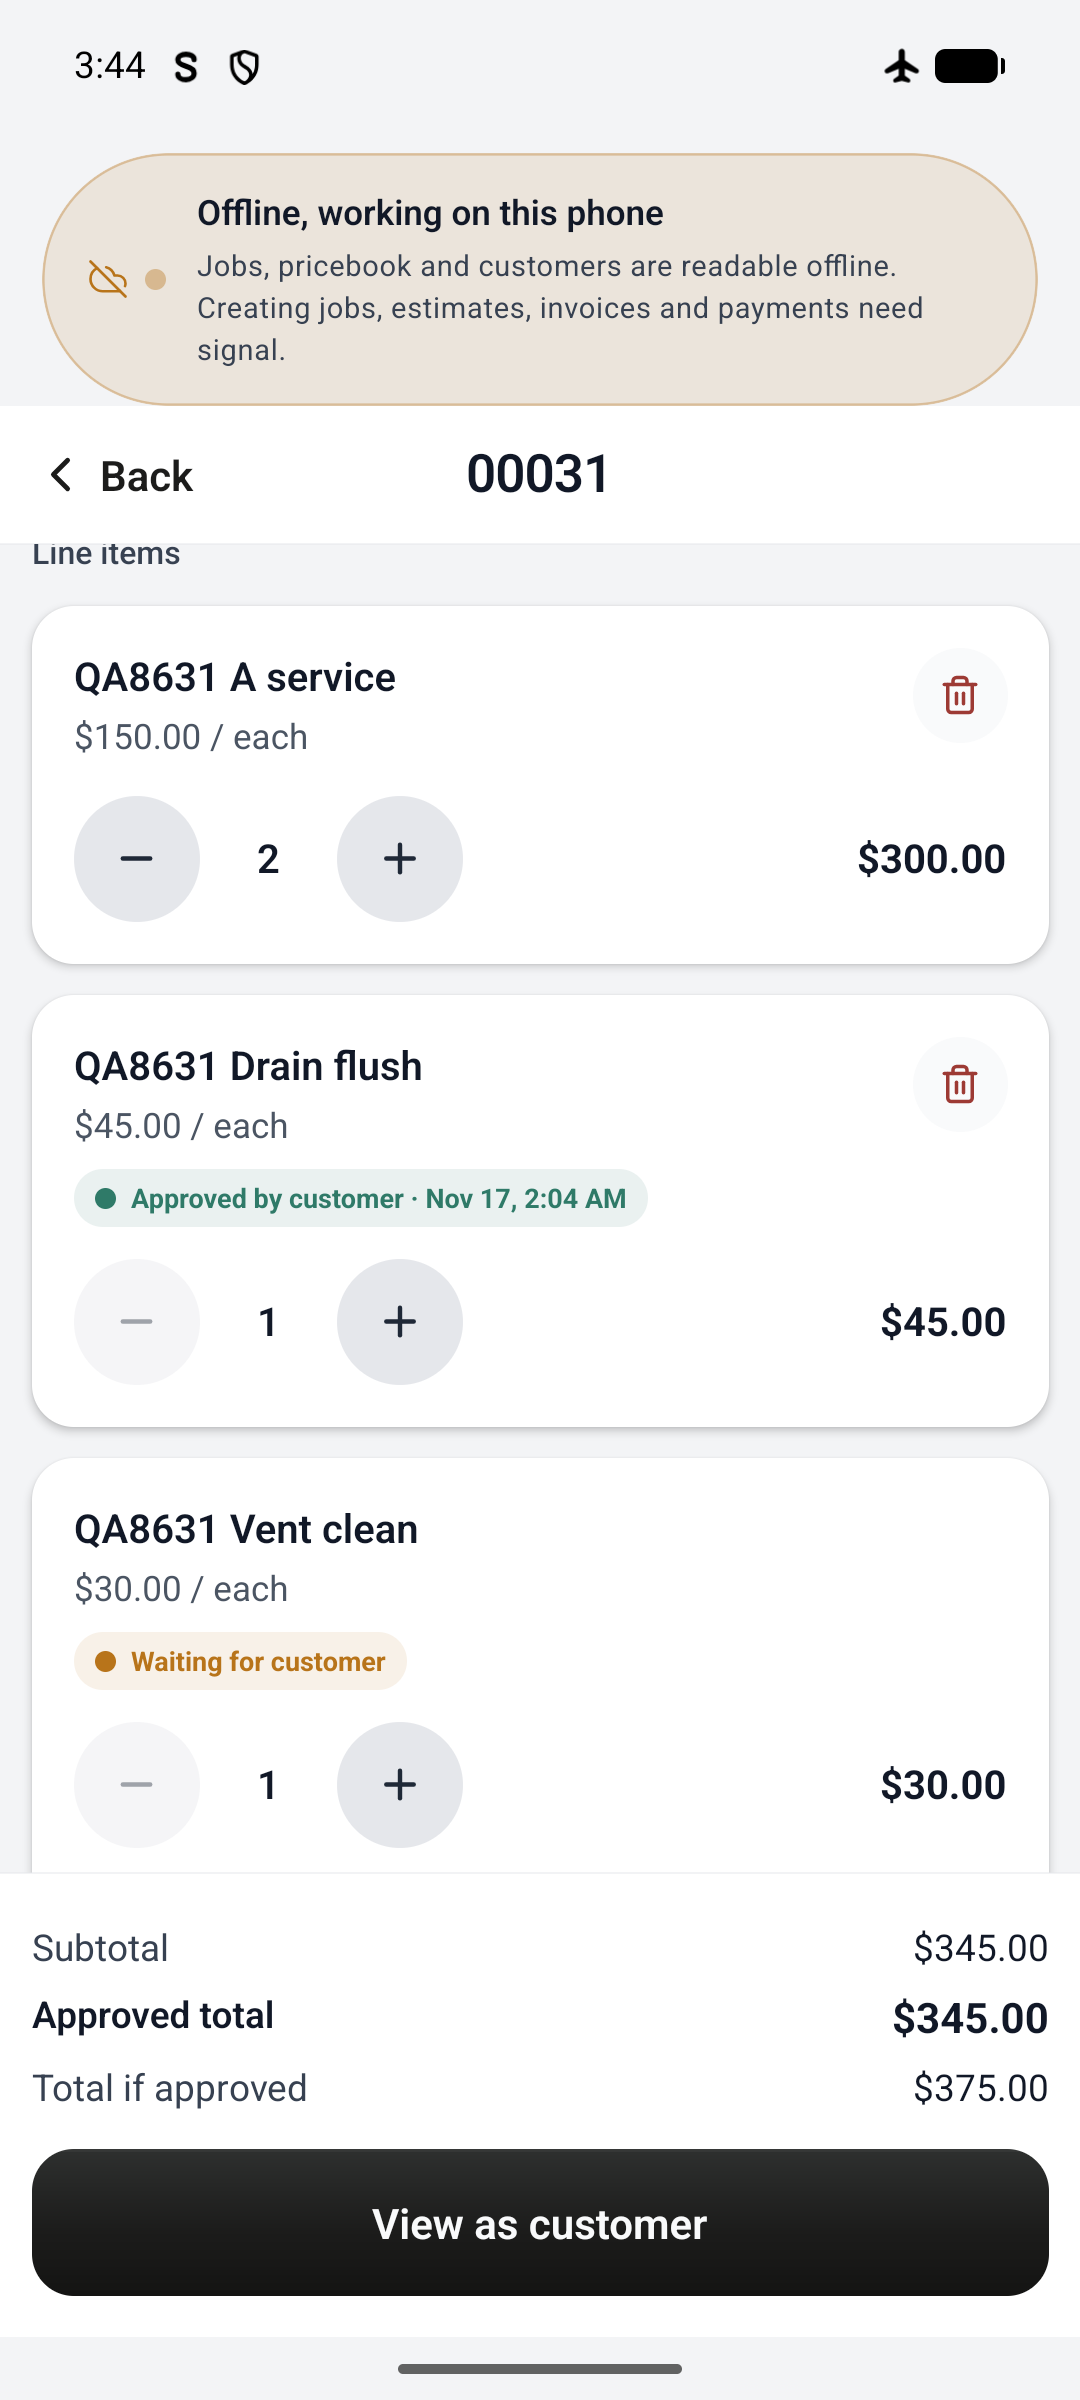 3:44
Offline, working on this phone
Jobs, pricebook and customers are readable offline.
Creating jobs, estimates, invoices and payments need
signal.
Back
00031
Line items
QA8631 A service
$150.00 / each
2
$300.00
QA8631 Drain flush
$45.00 / each
Approved by customer · Nov 17, 2:04 AM
1
$45.00
QA8631 Vent clean
$30.00 / each
Waiting for customer
1
$30.00
Subtotal
$345.00
Approved total
$345.00
Total if approved
$375.00
View as customer